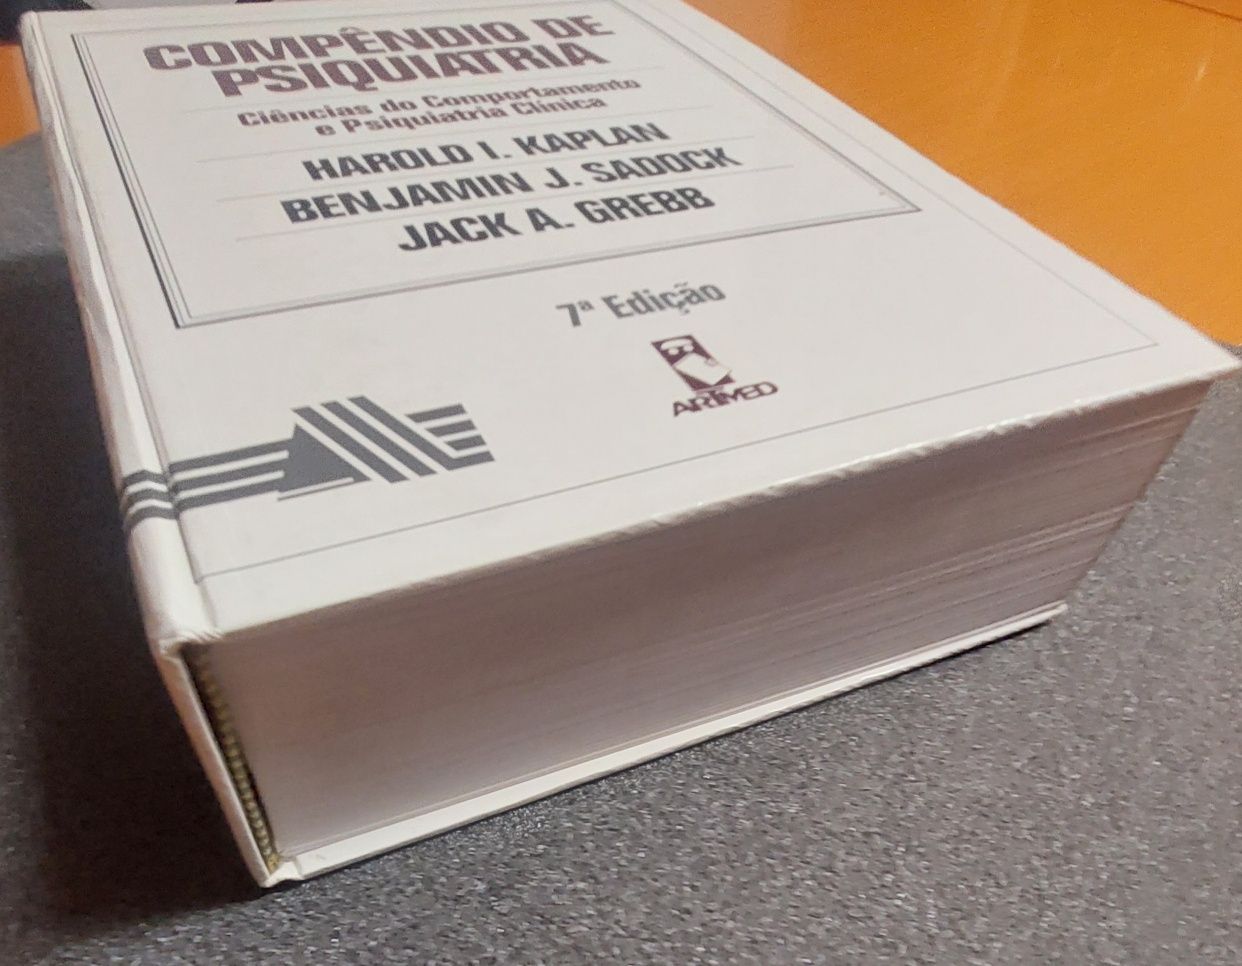 COMPÊNDIO DE
PSIQUIATRIA
Ciências do Comportamento
e Psiquiatria Clínica
HAROLD I. KAPLAN
BENJAMIN J. SADOCK
JACK A. GREBB
7ª Edição
ARTMED